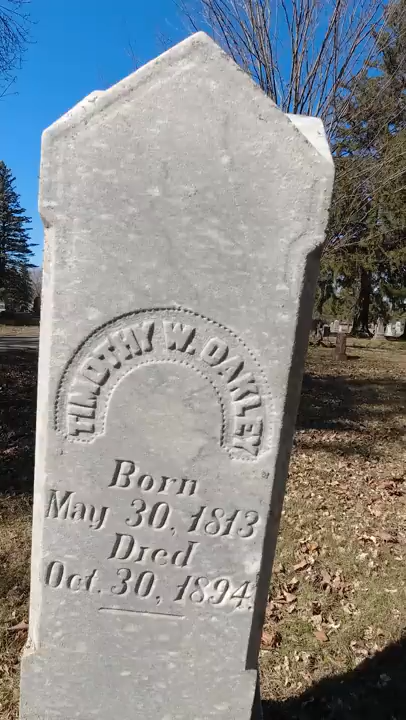 TIMOTHY W. OAKLEY
Born
May 30, 1813
Died
Oct. 30, 1894.